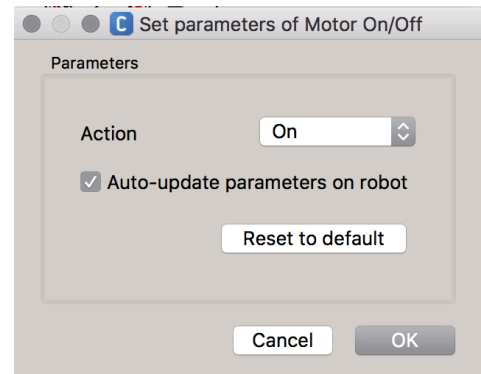 C Set parameters of Motor On/Off
Parameters
Action On
Auto-update parameters on robot
Reset to default
Cancel OK